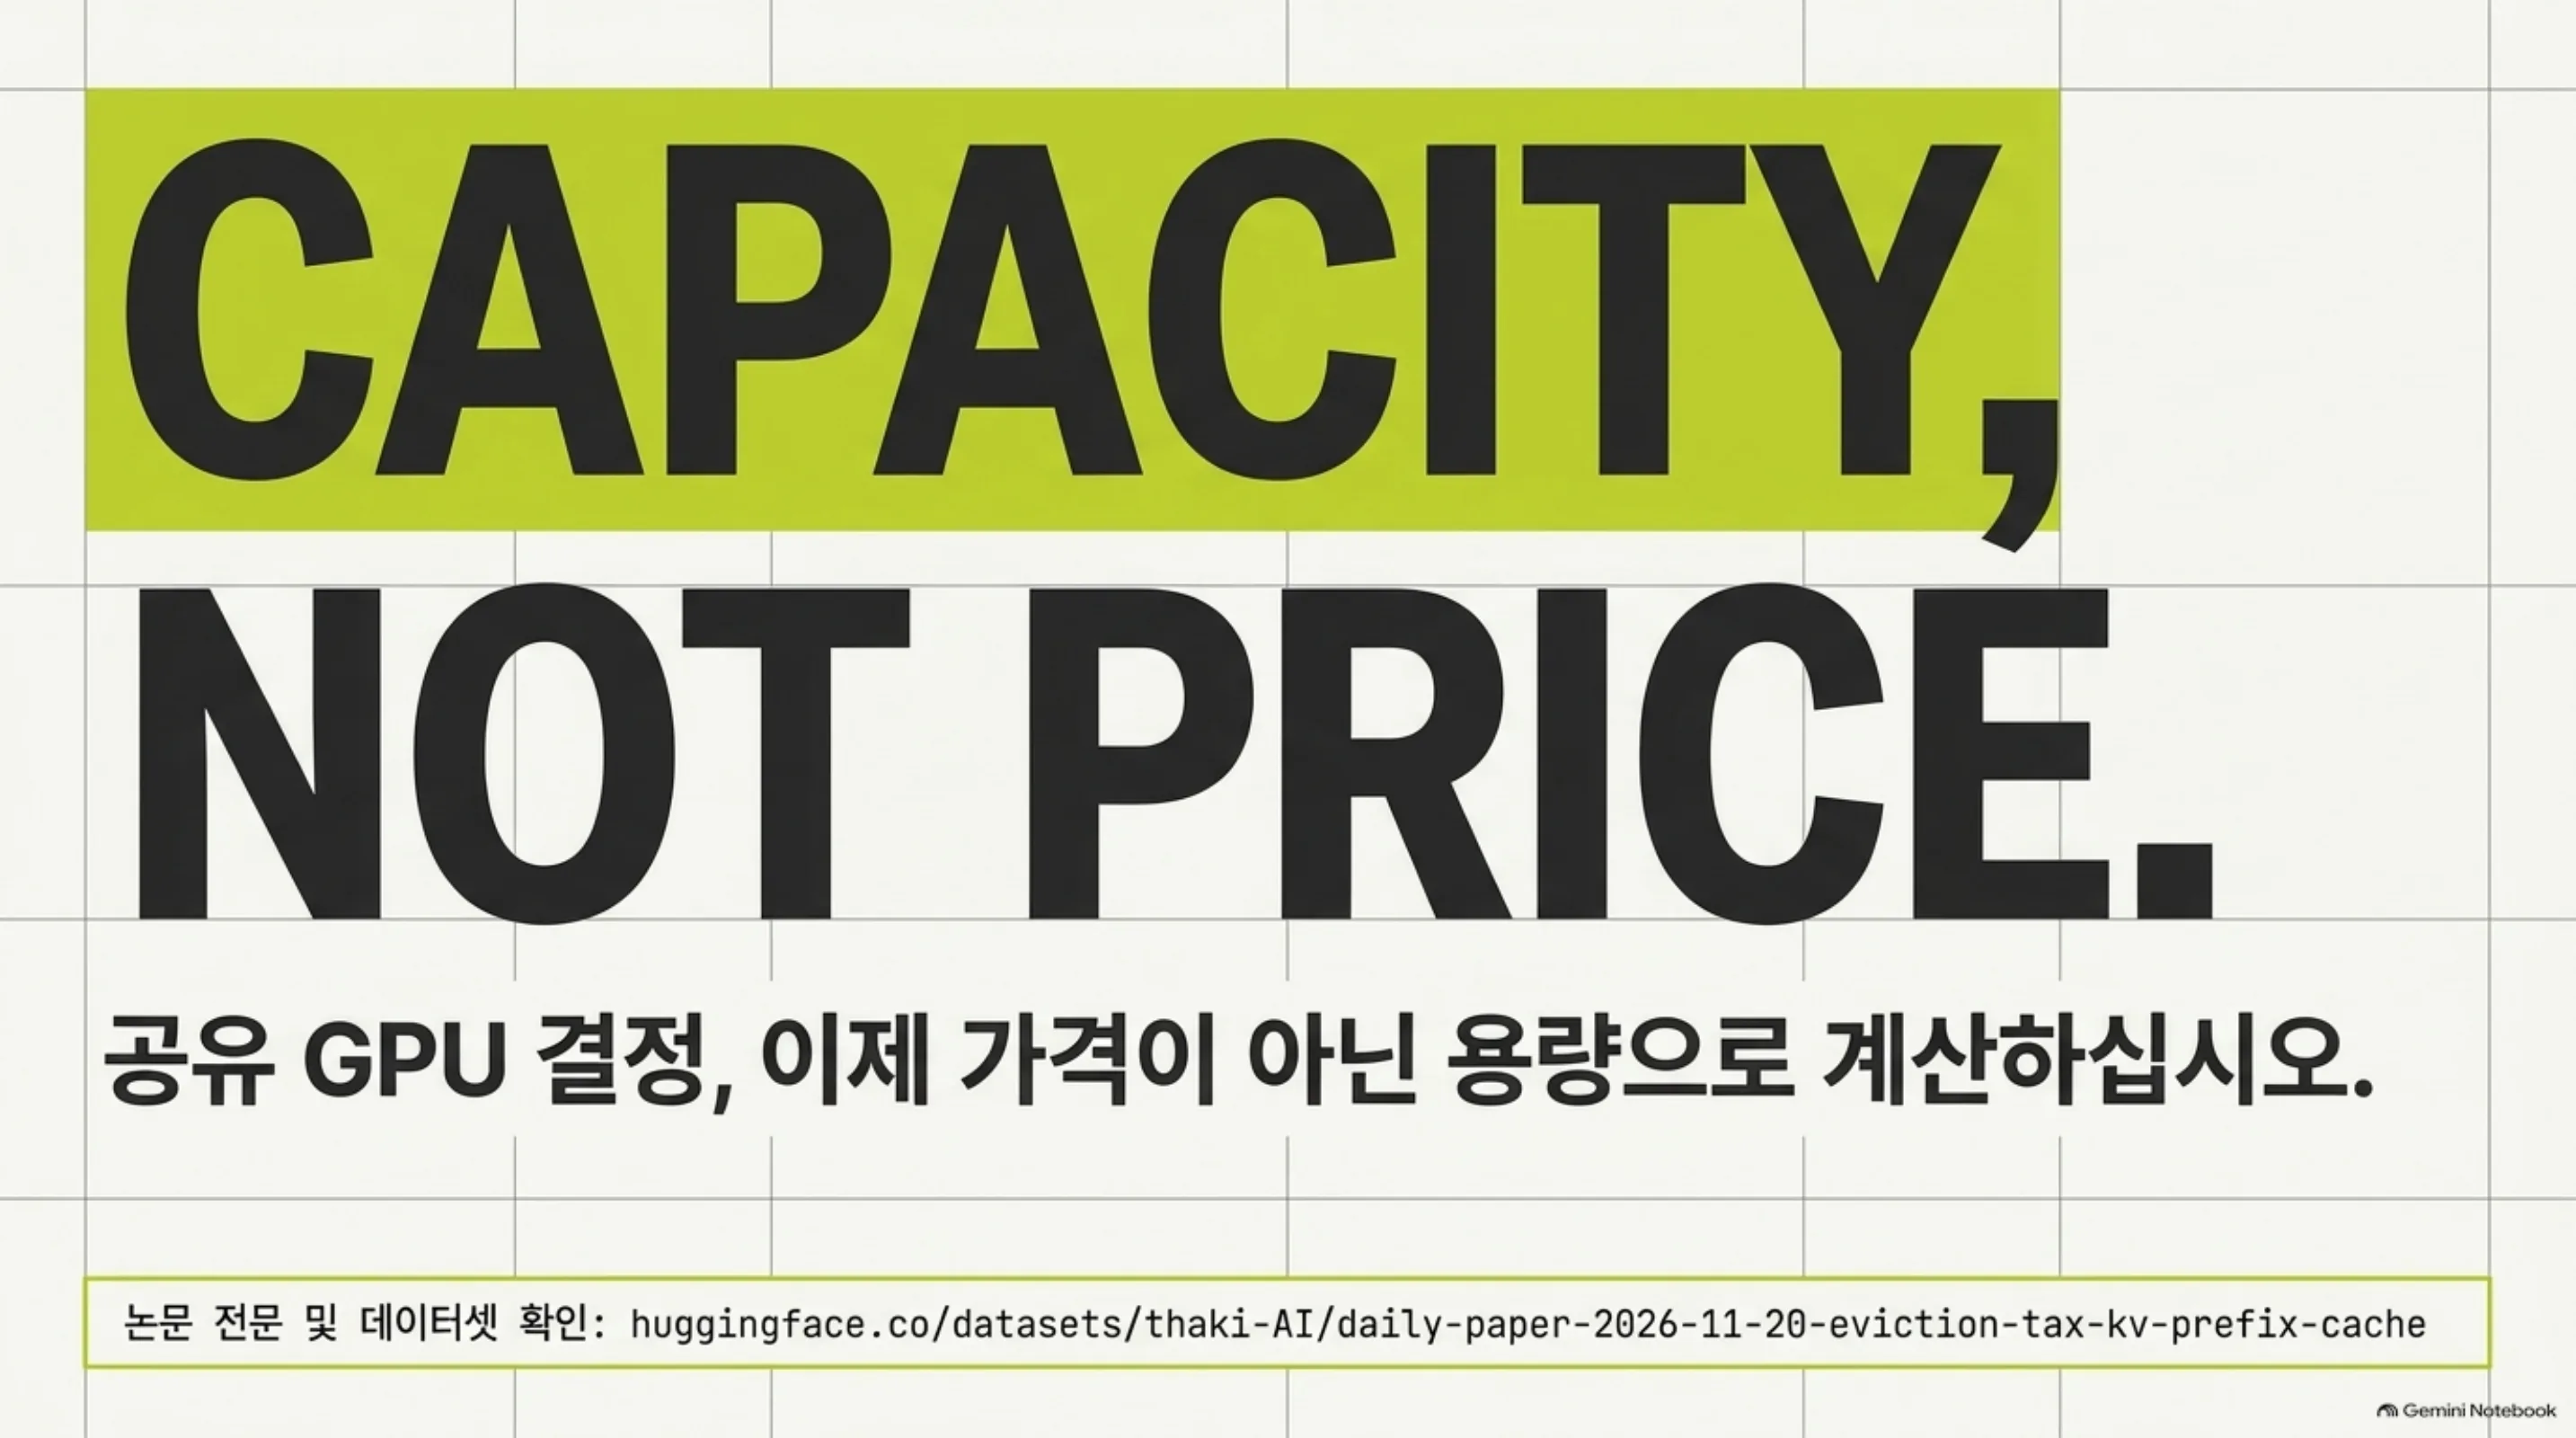 CAPACITY,
NOT PRICE.
공유 GPU 결정, 이제 가격이 아닌 용량으로 계산하십시오.
논문 전문 및 데이터셋 확인: huggingface.co/datasets/thaki-AI/daily-paper-2026-11-20-eviction-tax-kv-prefix-cache
Gemini Notebook